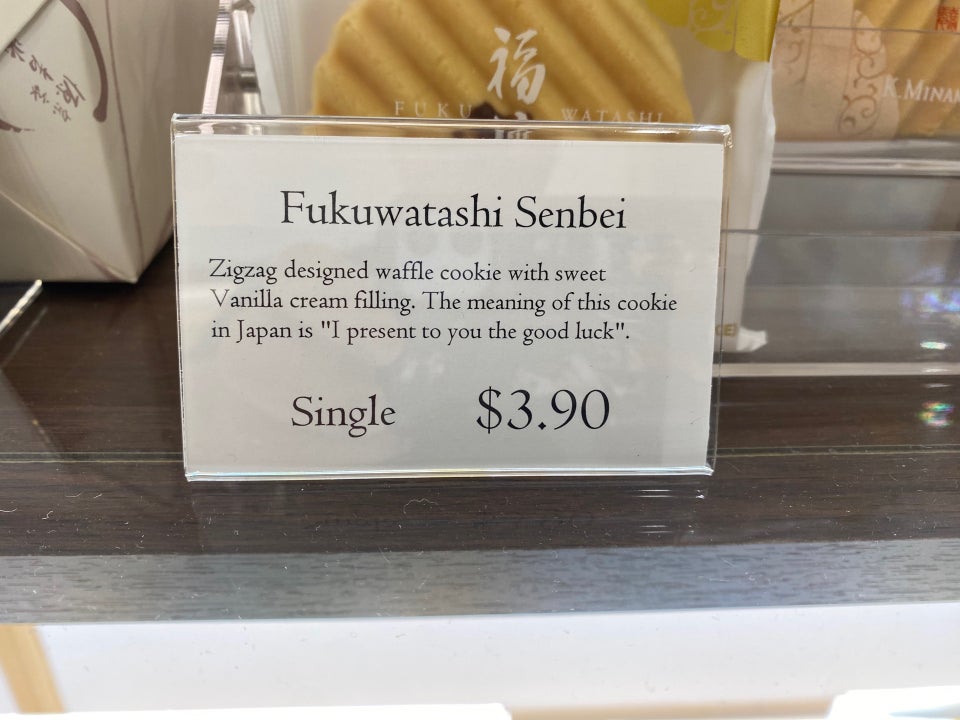 福
FUKU WATASHI
K.MINAM
Fukuwatashi Senbei
Zigzag designed waffle cookie with sweet
Vanilla cream filling. The meaning of this cookie
in Japan is "I present to you the good luck".
Single $3.90